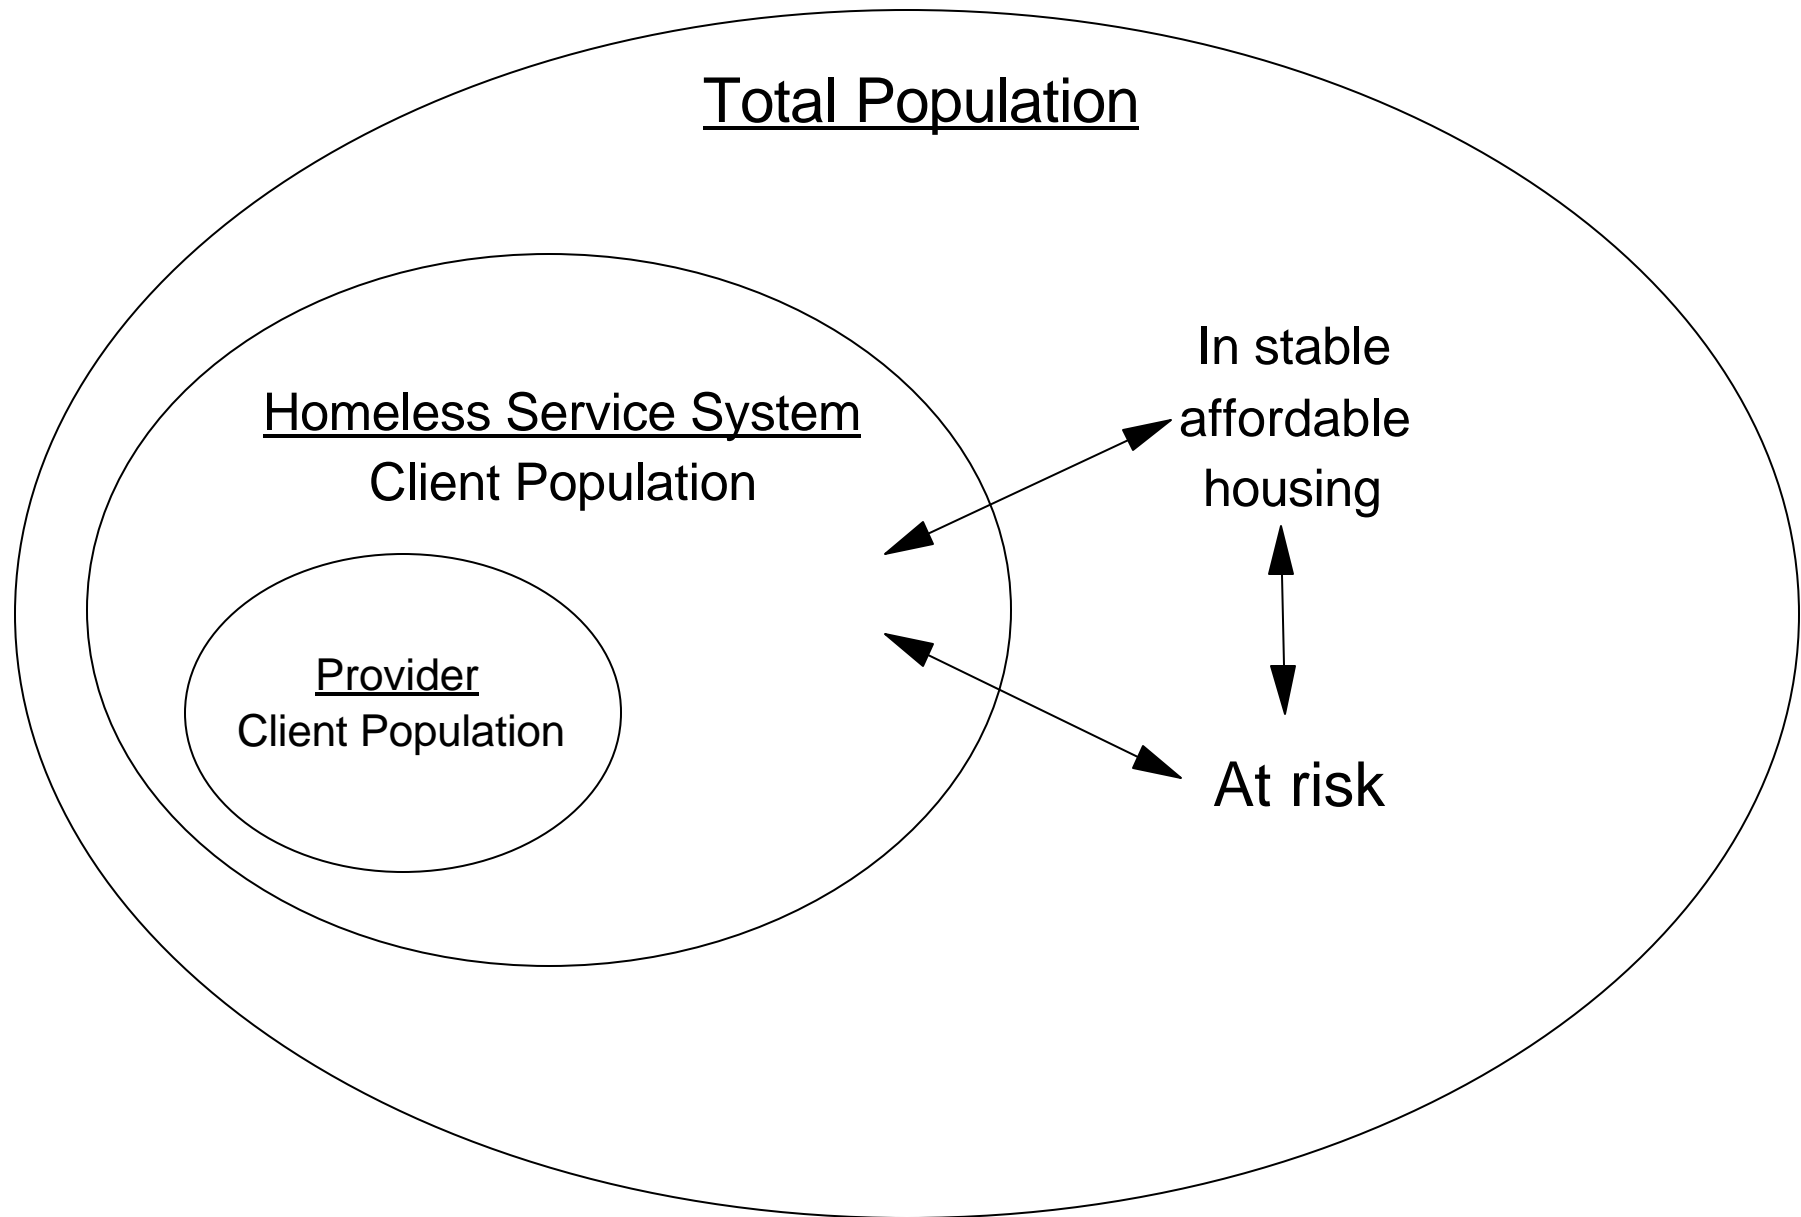 Total Population
Homeless Service System
Client Population
Provider
Client Population
In stable
affordable
housing
At risk